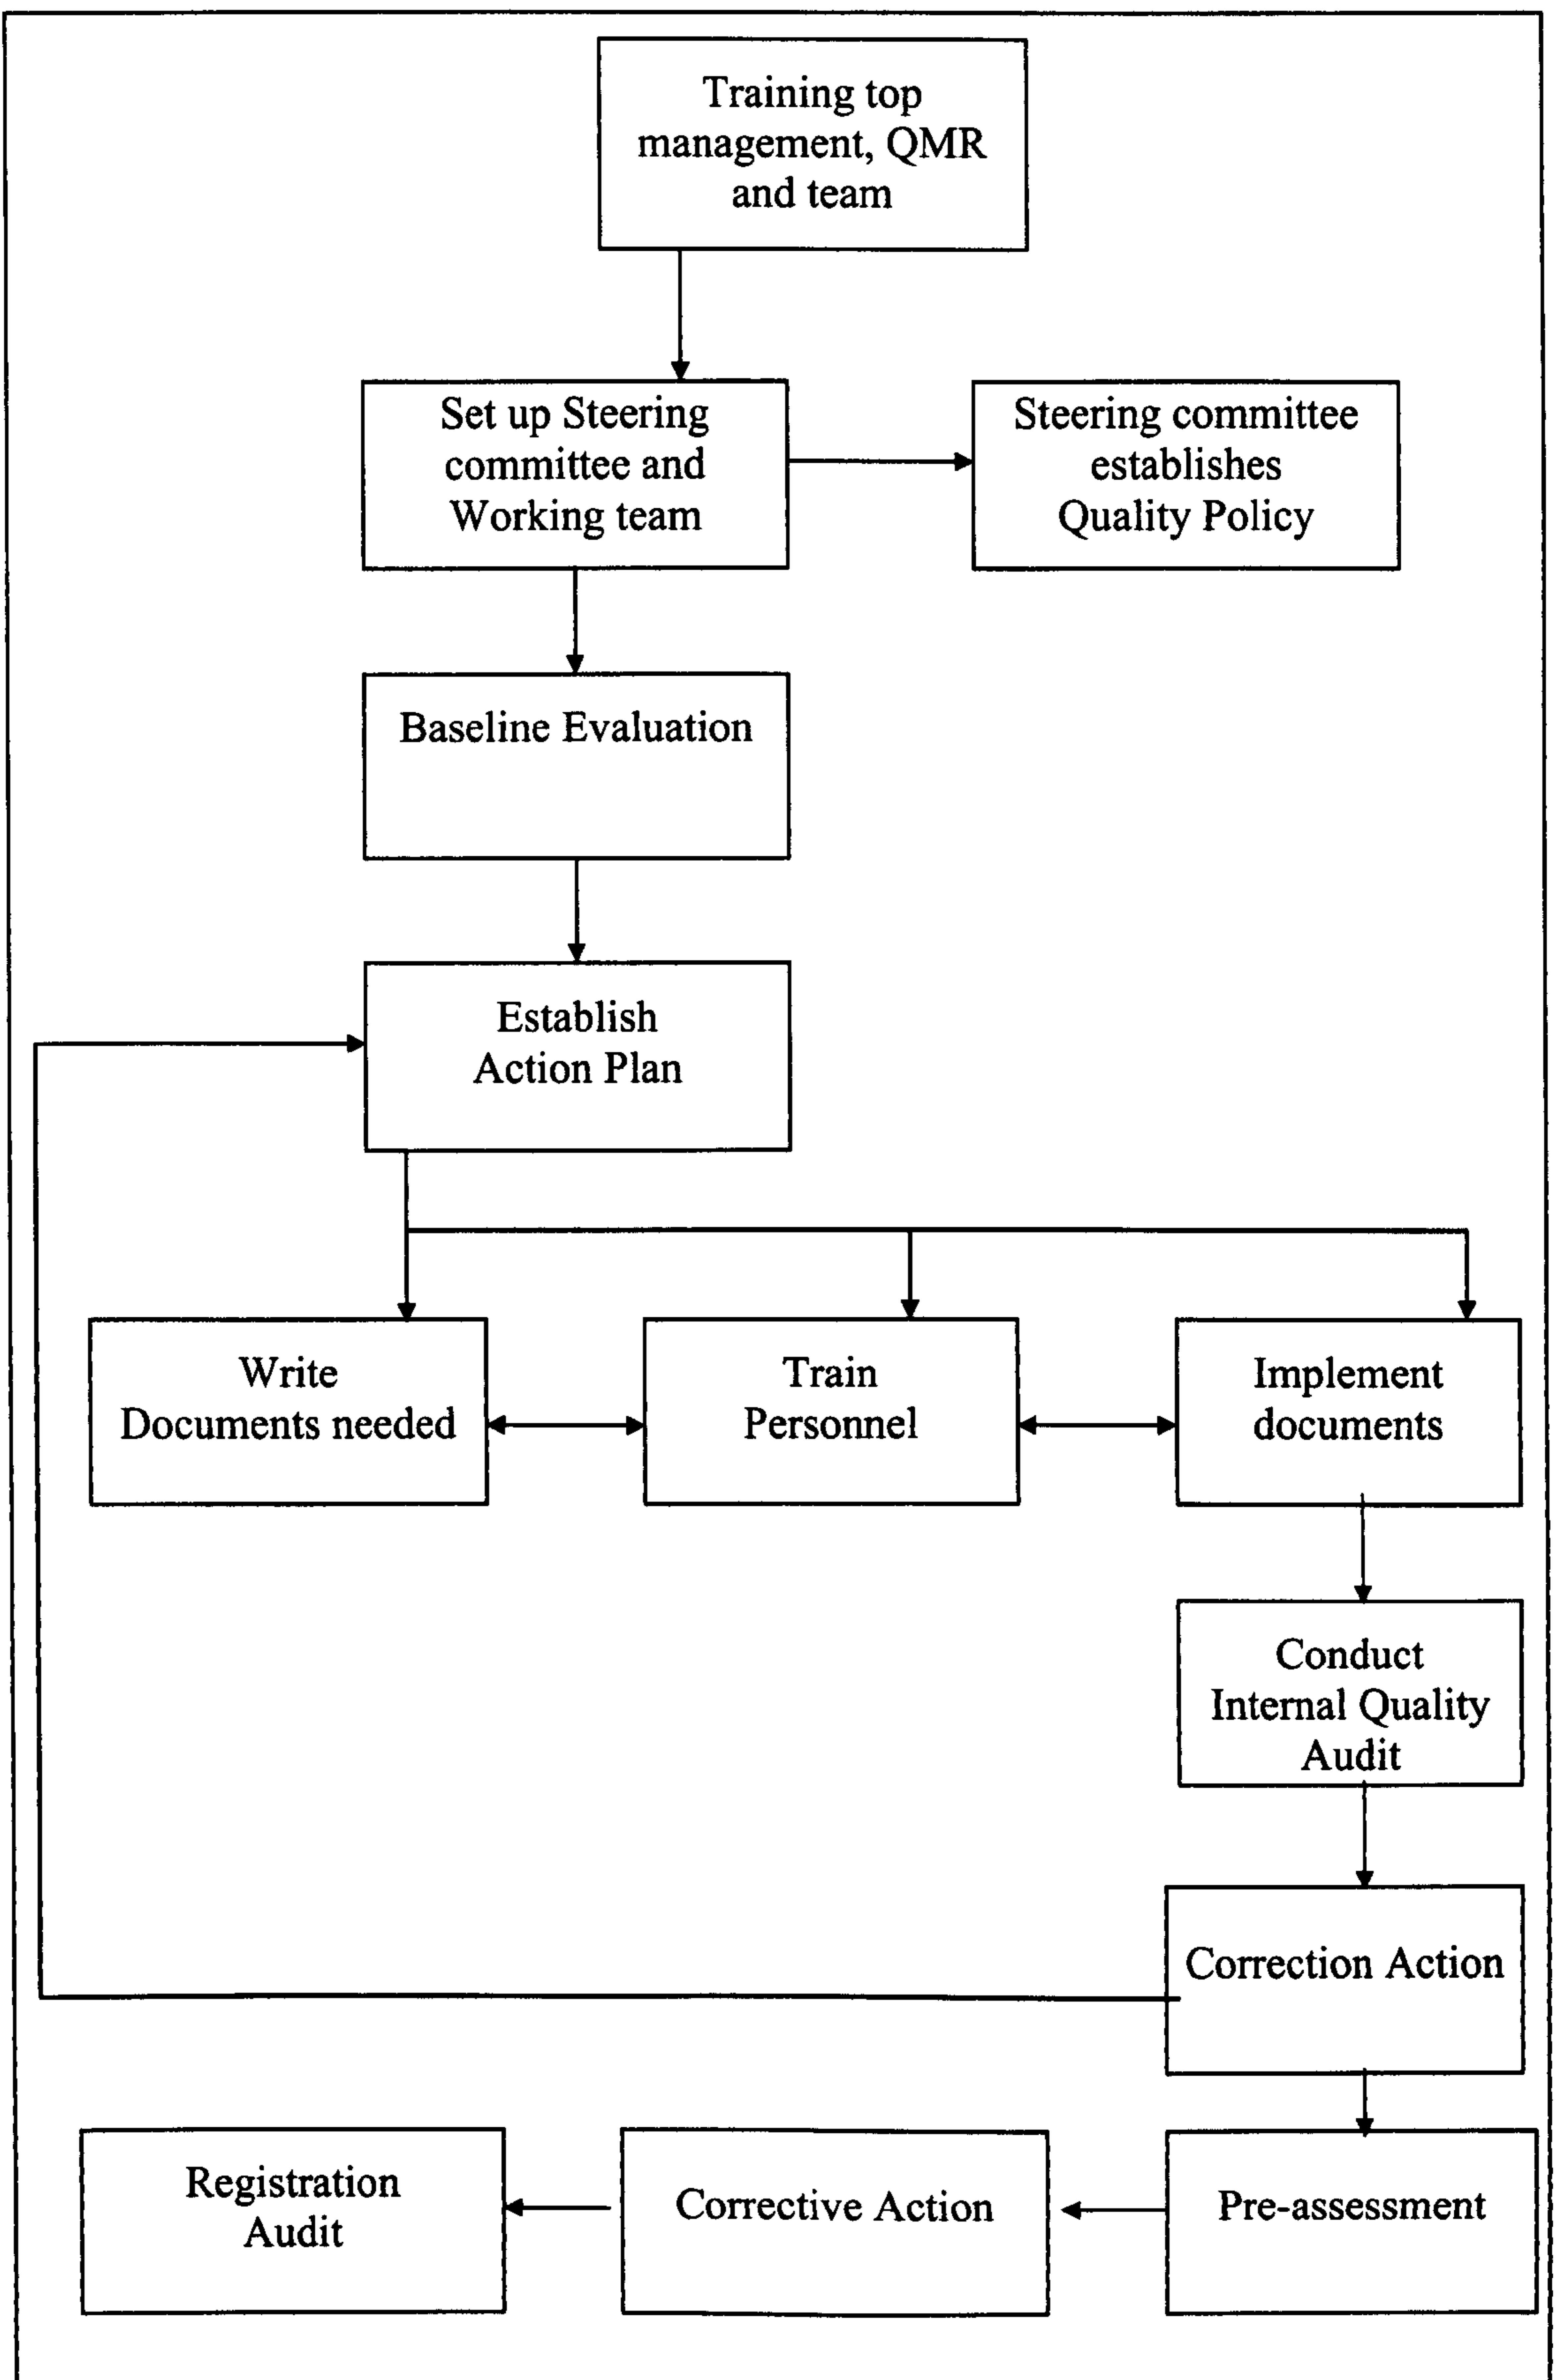 Training top
management, QMR
and team
Set up Steering
committee and
Working team
Steering committee
establishes
Quality Policy
Baseline Evaluation
Establish
Action Plan
Write
Documents needed
Train
Personnel
Implement
documents
Conduct
Internal Quality
Audit
Correction Action
Registration
Audit
Corrective Action
Pre-assessment